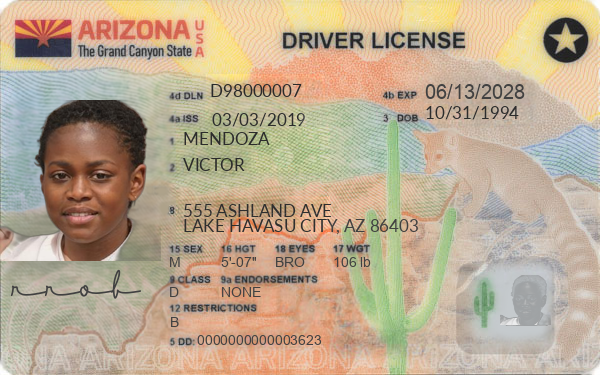 ARIZONA USA
The Grand Canyon State
DRIVER LICENSE
4d DLN D98000007 4b EXP 06/13/2028
4a ISS 03/03/2019 3 DOB 10/31/1994
1 MENDOZA
2 VICTOR
8 555 ASHLAND AVE
LAKE HAVASU CITY, AZ 86403
15 SEX 16 HGT 18 EYES 17 WGT
M 5'-07" BRO 106 lb
9 CLASS 9a ENDORSEMENTS
D NONE
12 RESTRICTIONS
B
5 DD: 0000000000003623
ARIZONA ARIZONA ARIZONA ARIZONA